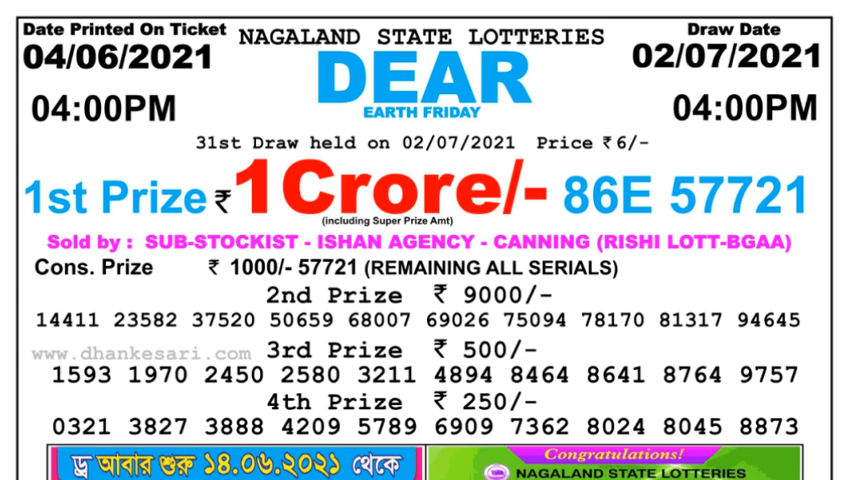 Date Printed On Ticket NAGALAND STATE LOTTERIES Draw Date
04/06/2021 DEAR 02/07/2021
04:00PM EARTH FRIDAY 04:00PM
31st Draw held on 02/07/2021 Price ₹ 6/-
1st Prize ₹ 1Crore/- 86E 57721
(including Super Prize Amt)
Sold by : SUB-STOCKIST - ISHAN AGENCY - CANNING (RISHI LOTT-BGAA)
Cons. Prize ₹ 1000/- 57721 (REMAINING ALL SERIALS)
2nd Prize ₹ 9000/-
14411 23582 37520 50659 68007 69026 75094 78170 81317 94645
www.dhankesari.com 3rd Prize ₹ 500/-
1593 1970 2450 2580 3211 4894 8464 8641 8764 9757
4th Prize ₹ 250/-
0321 3827 3888 4209 5789 6909 7362 8024 8045 8873
ড্র আবার শুরু ১৪.০৬.২০২১ থেকে
Congratulations!
NAGALAND STATE LOTTERIES